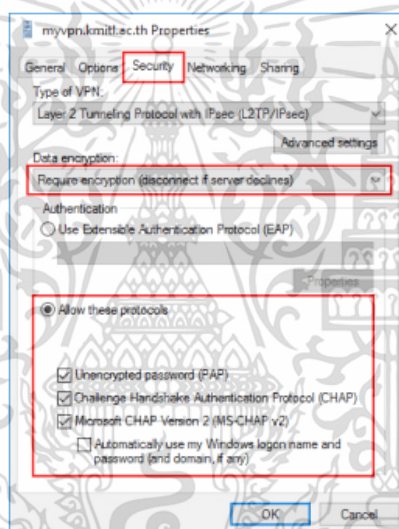 myvpn.kmitl.ac.th Properties
General Options Security Networking Sharing
Type of VPN:
Layer 2 Tunneling Protocol with IPsec (L2TP/IPsec)
Advanced settings
Data encryption:
Require encryption (disconnect if server declines)
Authentication
Use Extensible Authentication Protocol (EAP)
Properties
Allow these protocols
Unencrypted password (PAP)
Challenge Handshake Authentication Protocol (CHAP)
Microsoft CHAP Version 2 (MS-CHAP v2)
Automatically use my Windows logon name and
password (and domain, if any)
OK Cancel